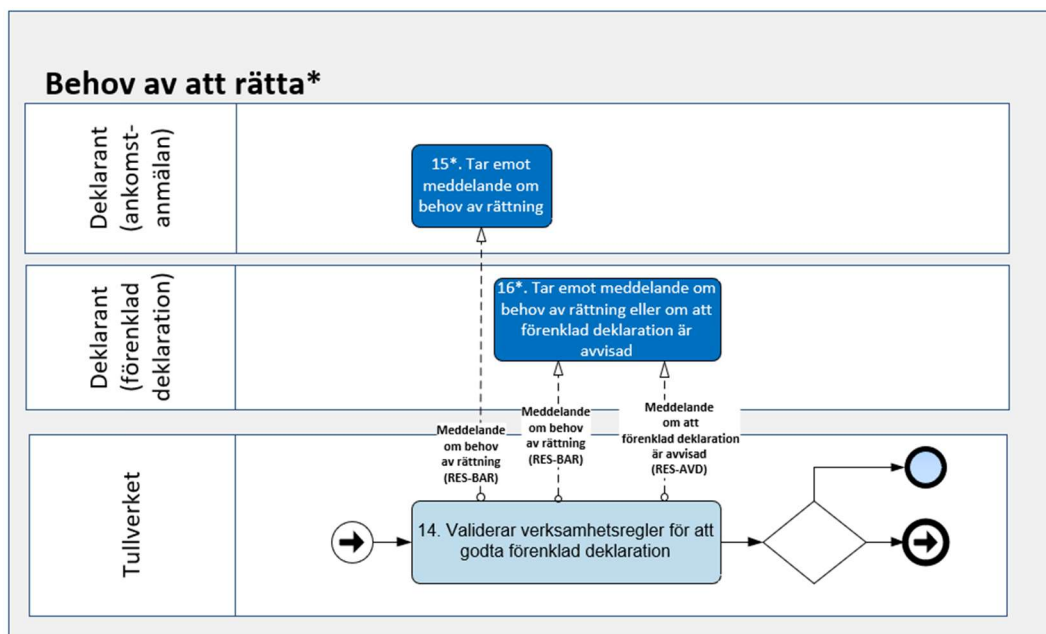 Behov av att rätta*
Deklarant
(ankomst-
anmälan)
15*. Tar emot
meddelande om
behov av rättning
Deklarant
(förenklad
deklaration)
16*. Tar emot meddelande om
behov av rättning eller om att
förenklad deklaration är
avvisad
Meddelande
om behov
av rättning
(RES-BAR)
Meddelande
om behov
av rättning
(RES-BAR)
Meddelande
om att
förenklad deklaration
är avvisad
(RES-AVD)
Tullverket
14. Validerar verksamhetsregler för att
godta förenklad deklaration